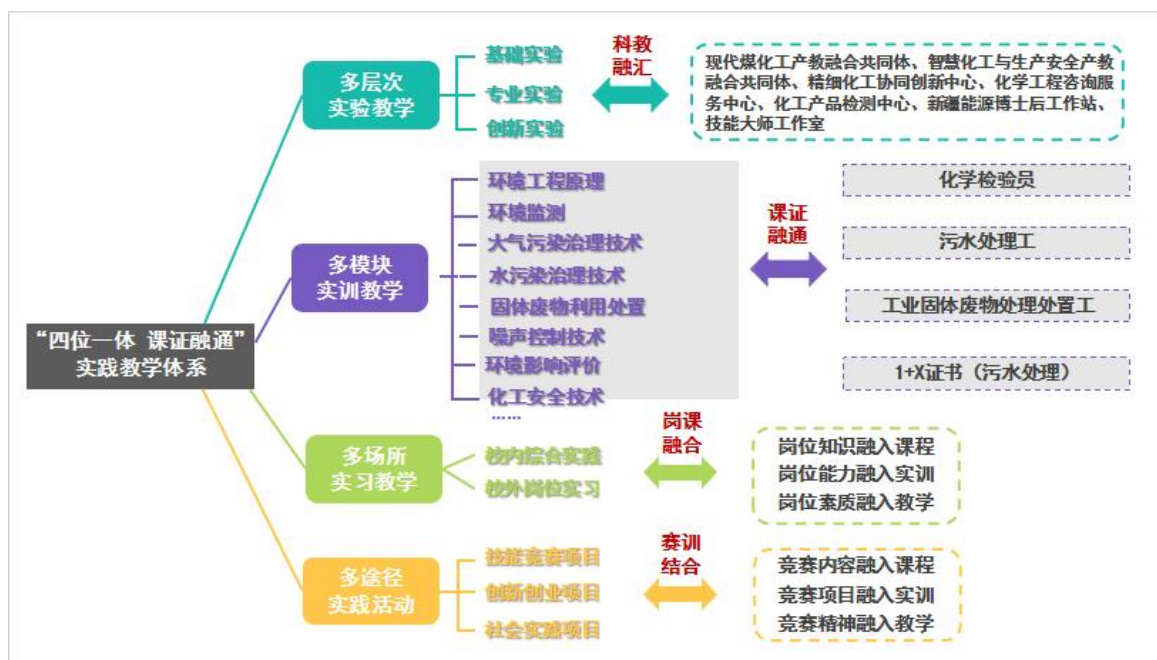 基础实验
专业实验
创新实验
多层次
实验教学
科教
融汇
现代煤化工产教融合共同体、智慧化工与生产安全产教
融合共同体、精细化工协同创新中心、化学工程咨询服
务中心、化工产品检测中心、新疆能源博士后工作站、
技能大师工作室
多模块
实训教学
环境工程原理
环境监测
大气污染治理技术
水污染治理技术
固体废物利用处置
噪声控制技术
环境影响评价
化工安全技术
……
课证
融通
化学检验员
污水处理工
工业固体废物处理处置工
1+X证书（污水处理）
“四位一体 课证融通”
实践教学体系
多场所
实习教学
校内综合实践
校外岗位实习
岗课
融合
岗位知识融入课程
岗位能力融入实训
岗位素质融入教学
多途径
实践活动
技能竞赛项目
创新创业项目
社会实践项目
赛训
结合
竞赛内容融入课程
竞赛项目融入实训
竞赛精神融入教学